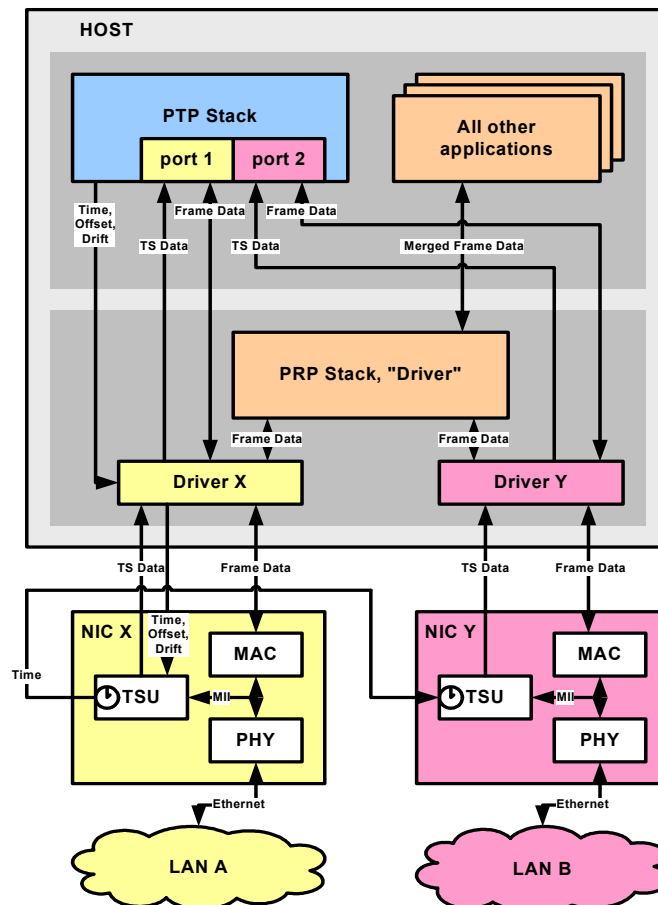 HOST
PTP Stack
port 1
port 2
All other
applications
Time,
Offset,
Drift
Frame Data
Frame Data
TS Data
TS Data
Merged Frame Data
PRP Stack, "Driver"
Frame Data
Frame Data
Driver X
Driver Y
TS Data
Frame Data
TS Data
Frame Data
NIC X
Time,
Offset,
Drift
MAC
NIC Y
MAC
Time
TSU
MII
TSU
MII
PHY
PHY
Ethernet
Ethernet
LAN A
LAN B